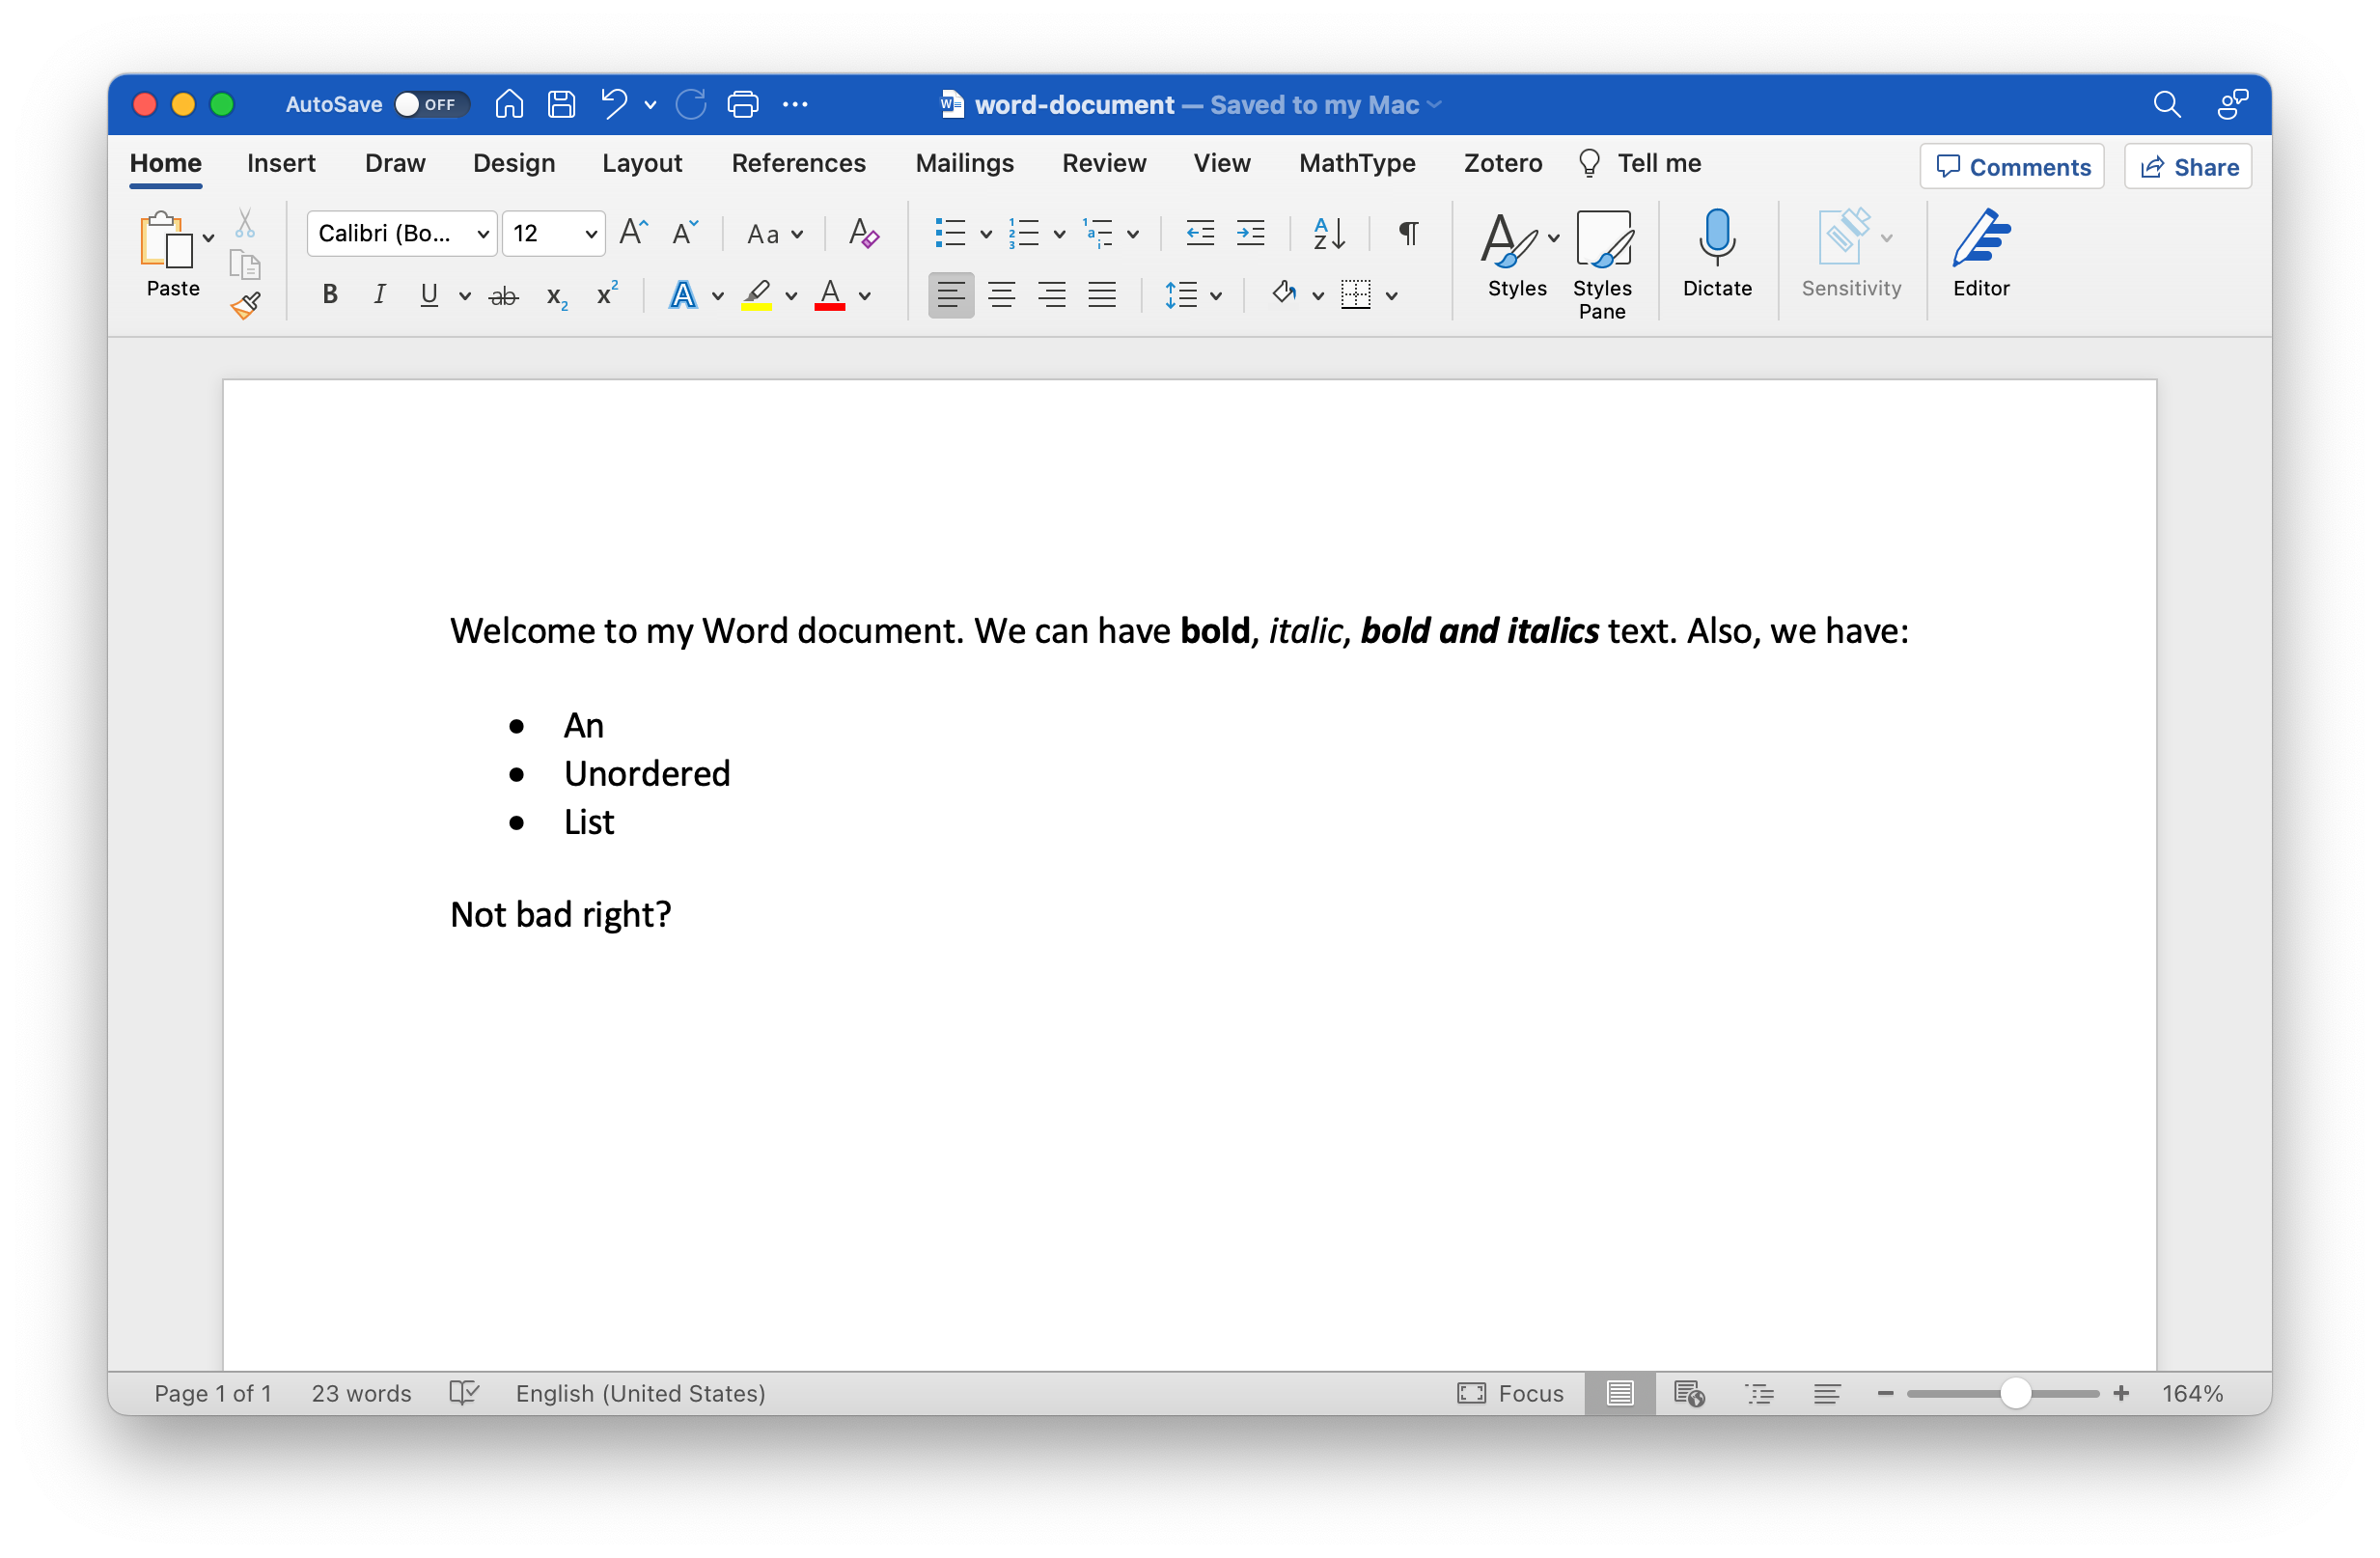 AutoSave OFF word-document — Saved to my Mac
Home Insert Draw Design Layout References Mailings Review View MathType Zotero Tell me Comments Share
Calibri (Bo... 12 A A Aa A
Paste B I U ab x2 x2 A A Styles Styles Pane Dictate Sensitivity Editor
Welcome to my Word document. We can have bold, italic, bold and italics text. Also, we have:
• An
• Unordered
• List
Not bad right?
Page 1 of 1 23 words English (United States) Focus 164%